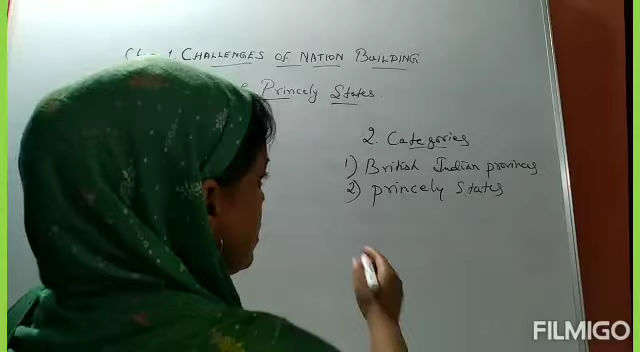 1. CHALLENGES OF NATION BUILDING
Princely States.
2. Categories
1) British Indian provinces
2) princely States
FILMIGO